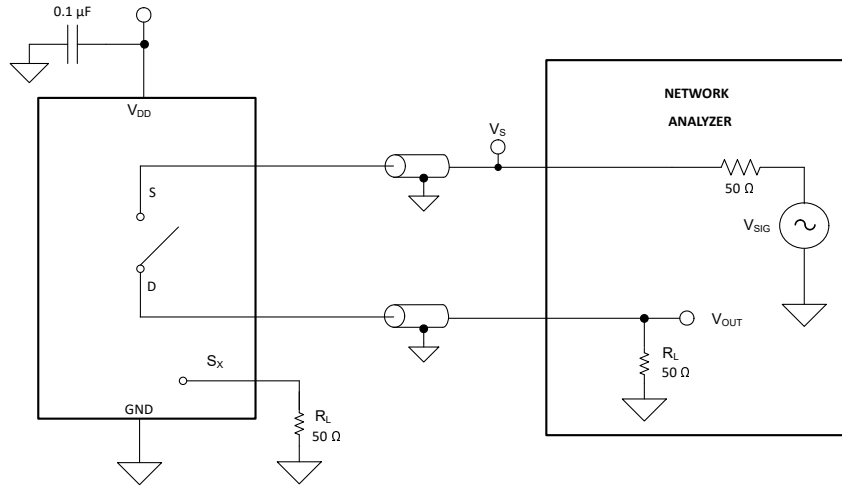 0.1 µF
VDD
NETWORK
ANALYZER
VS
S
50 Ω
VSIG
D
VOUT
SX
RL
50 Ω
GND
RL
50 Ω